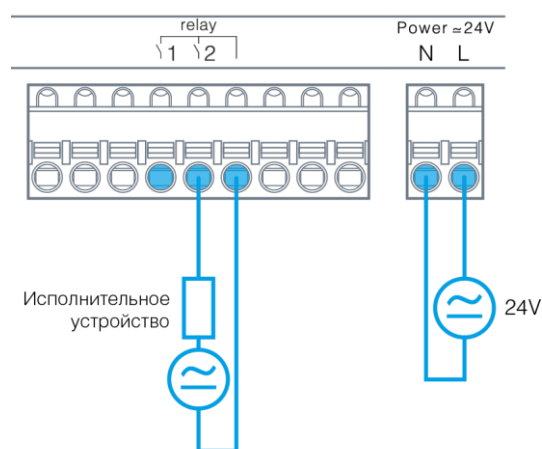 relay
1 2
Power ≃24V
N L
Исполнительное
устройство
24V